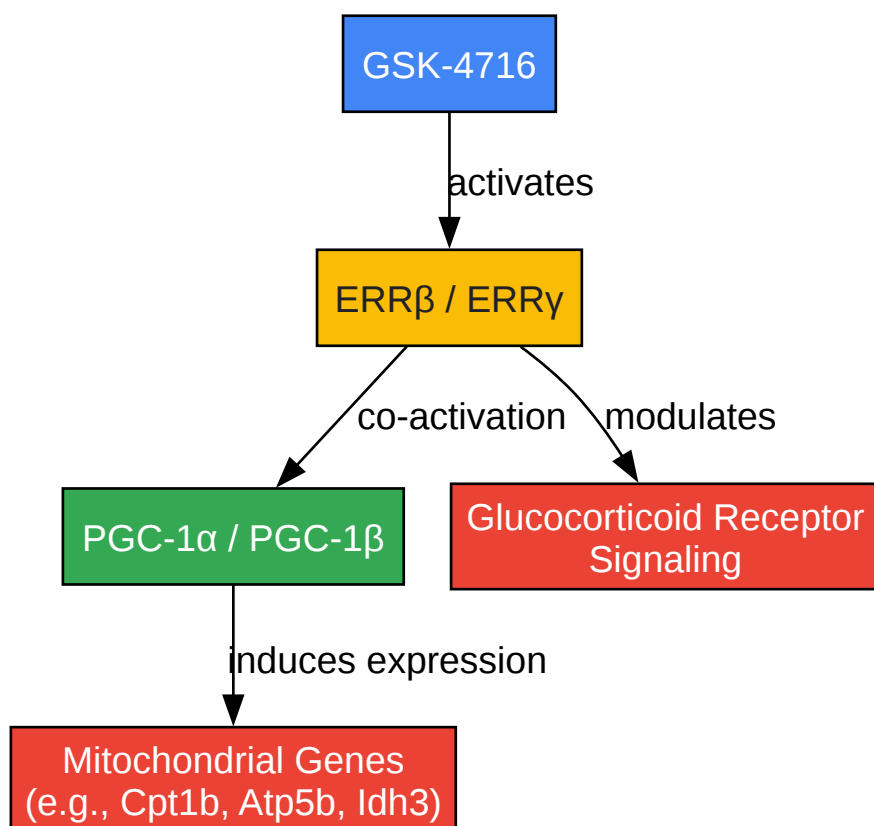 GSK-4716
activates
ERRβ / ERRγ
co-activation
modulates
PGC-1α / PGC-1β
Glucocorticoid Receptor
Signaling
induces expression
Mitochondrial Genes
(e.g., Cpt1b, Atp5b, Idh3)